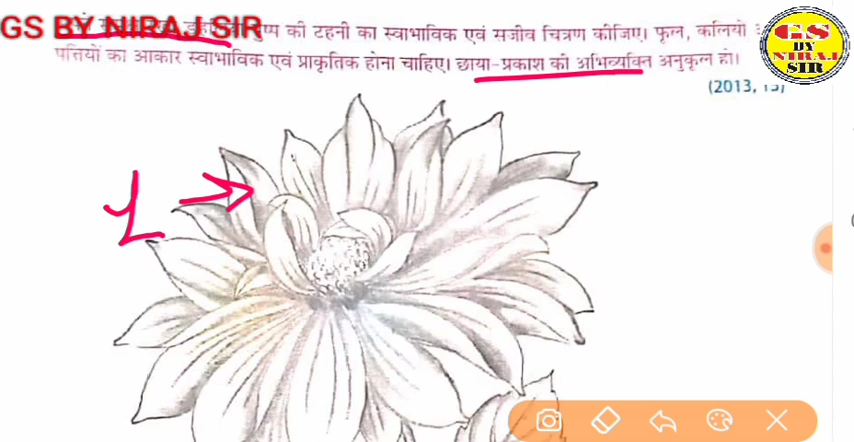 GS BY NIRAJ SIR
की टहनी का स्वाभाविक एवं सजीव चित्रण कीजिए। फूल, कलियो
पत्तियों का आकार स्वाभाविक एवं प्राकृतिक होना चाहिए। छाया-प्रकाश की अभिव्यक्ति अनुकूल हो।
(2013,
GS
BY
NIRAJ
SIR